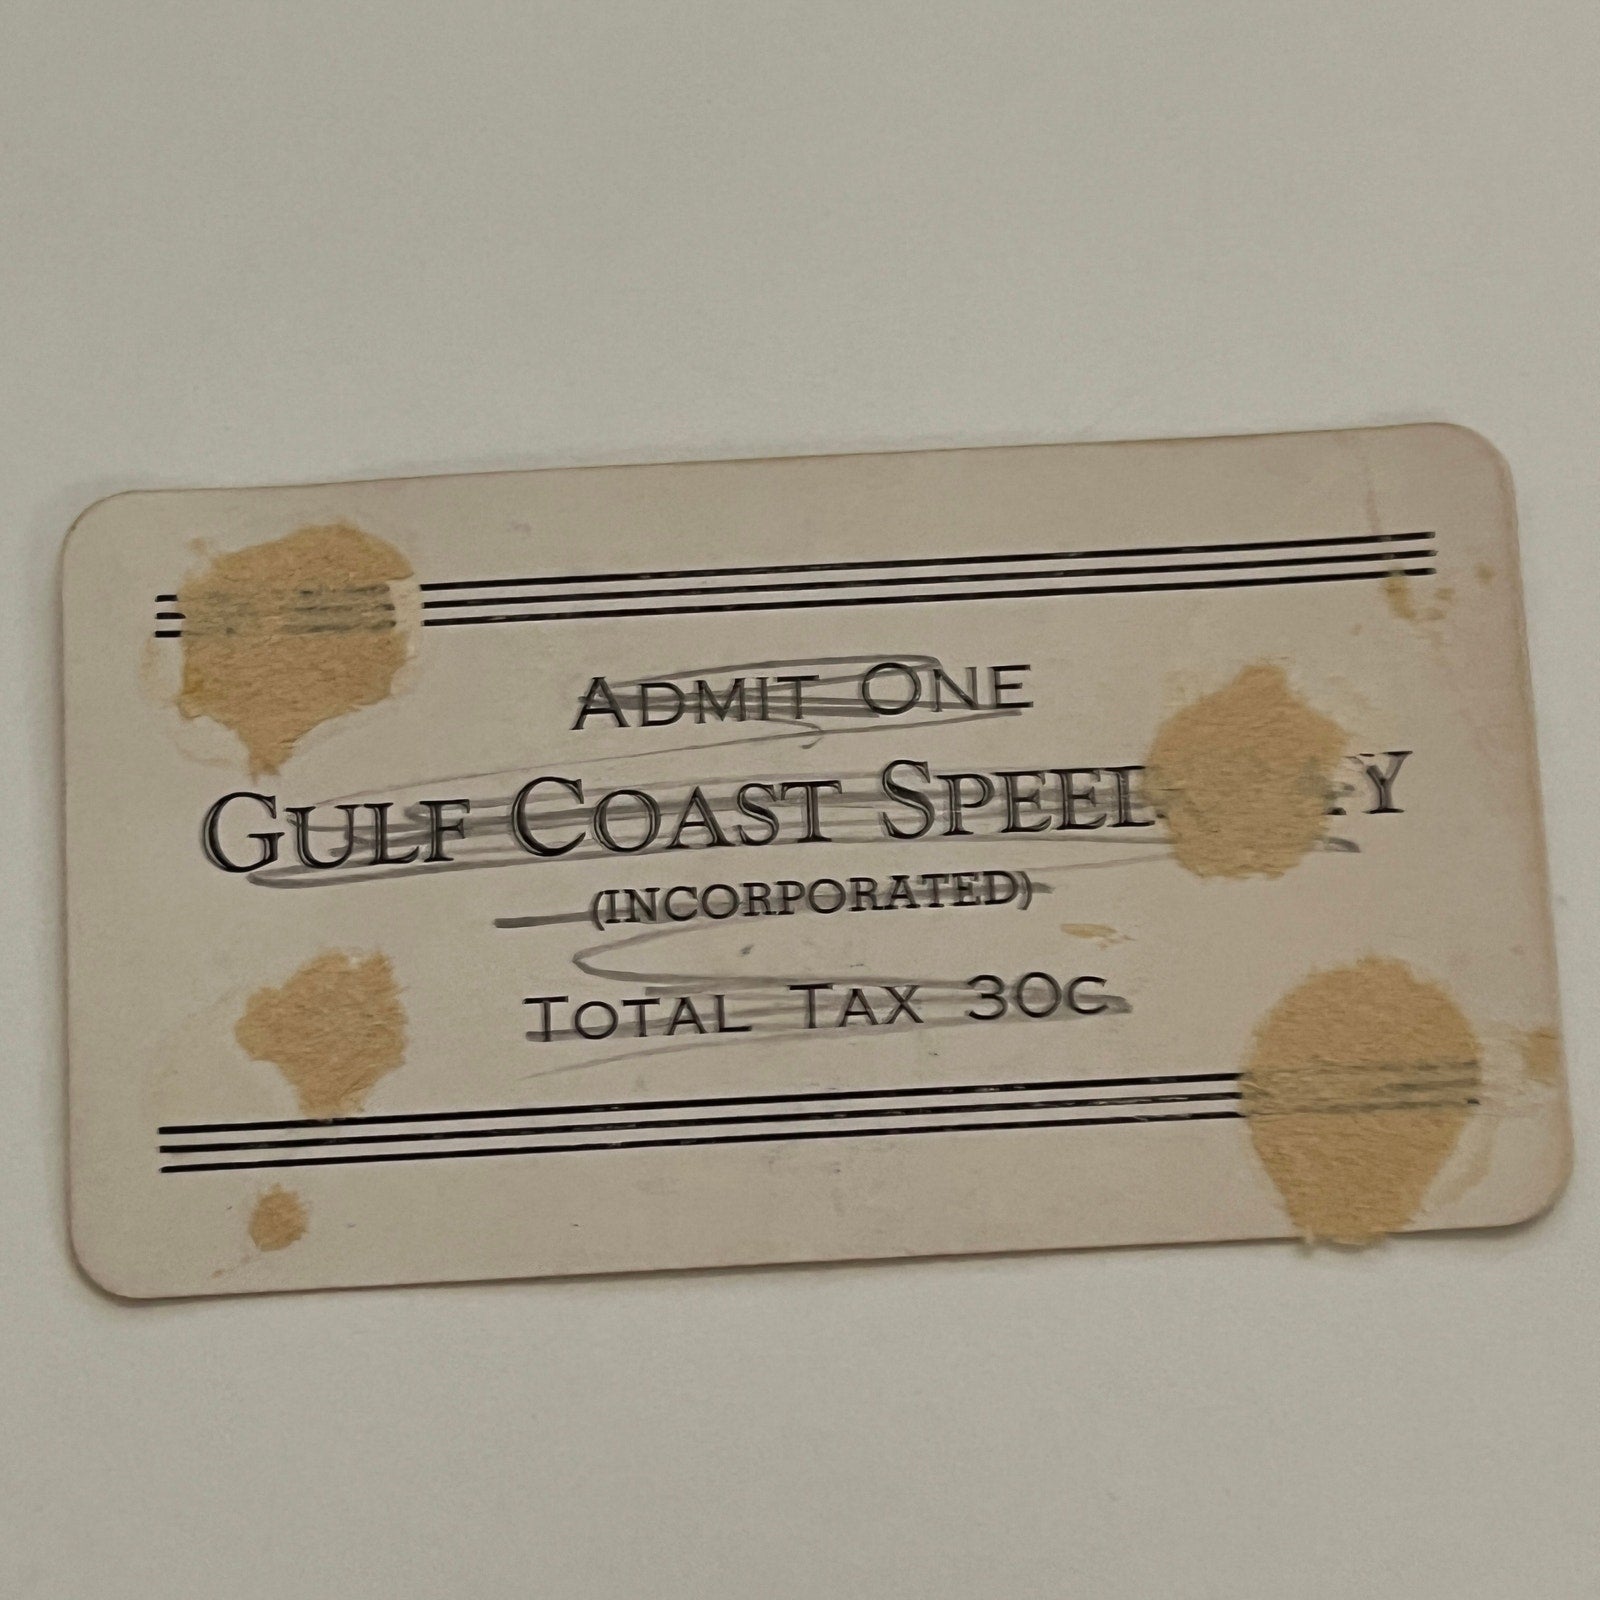 ADMIT ONE
GULF COAST
(INCORPORATED)
TOTAL TAX 30C